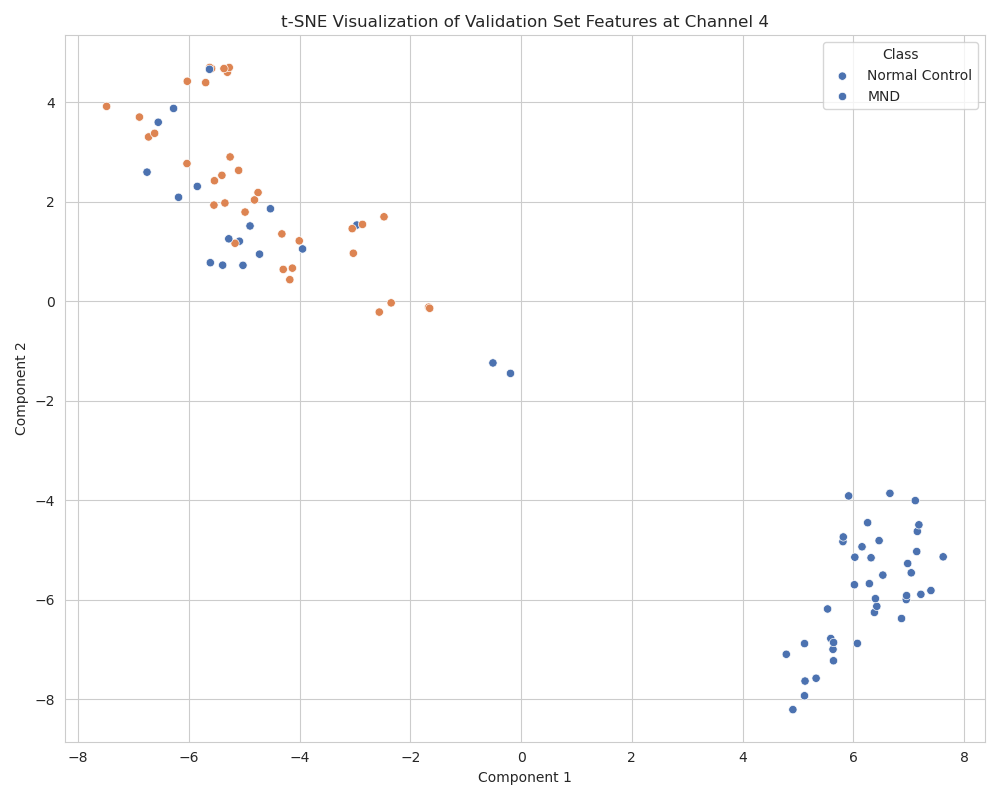 t-SNE Visualization of Validation Set Features at Channel 4
Class
Normal Control
MND
4
2
0
−2
−4
−6
−8
Component 2
−8 −6 −4 −2 0 2 4 6 8
Component 1